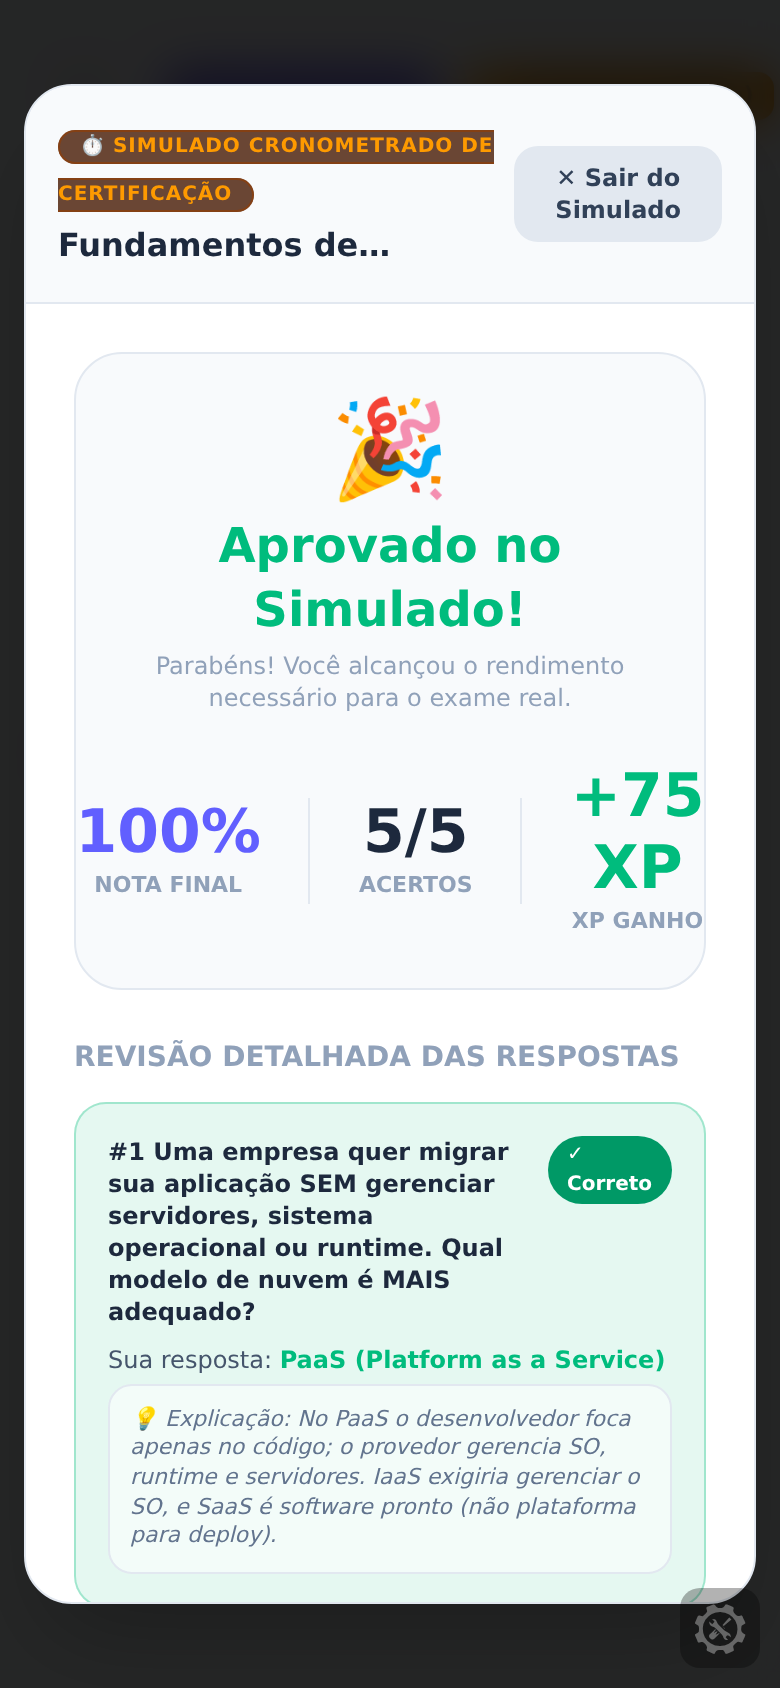 ⏱️ SIMULADO CRONOMETRADO DE
CERTIFICAÇÃO
Fundamentos de...
✕ Sair do
Simulado
Aprovado no
Simulado!
Parabéns! Você alcançou o rendimento
necessário para o exame real.
100%
NOTA FINAL
5/5
ACERTOS
+75
XP
XP GANHO
REVISÃO DETALHADA DAS RESPOSTAS
#1 Uma empresa quer migrar
sua aplicação SEM gerenciar
servidores, sistema
operacional ou runtime. Qual
modelo de nuvem é MAIS
adequado?
✓
Correto
Sua resposta: PaaS (Platform as a Service)
💡 Explicação: No PaaS o desenvolvedor foca
apenas no código; o provedor gerencia SO,
runtime e servidores. IaaS exigiria gerenciar o
SO, e SaaS é software pronto (não plataforma
para deploy).